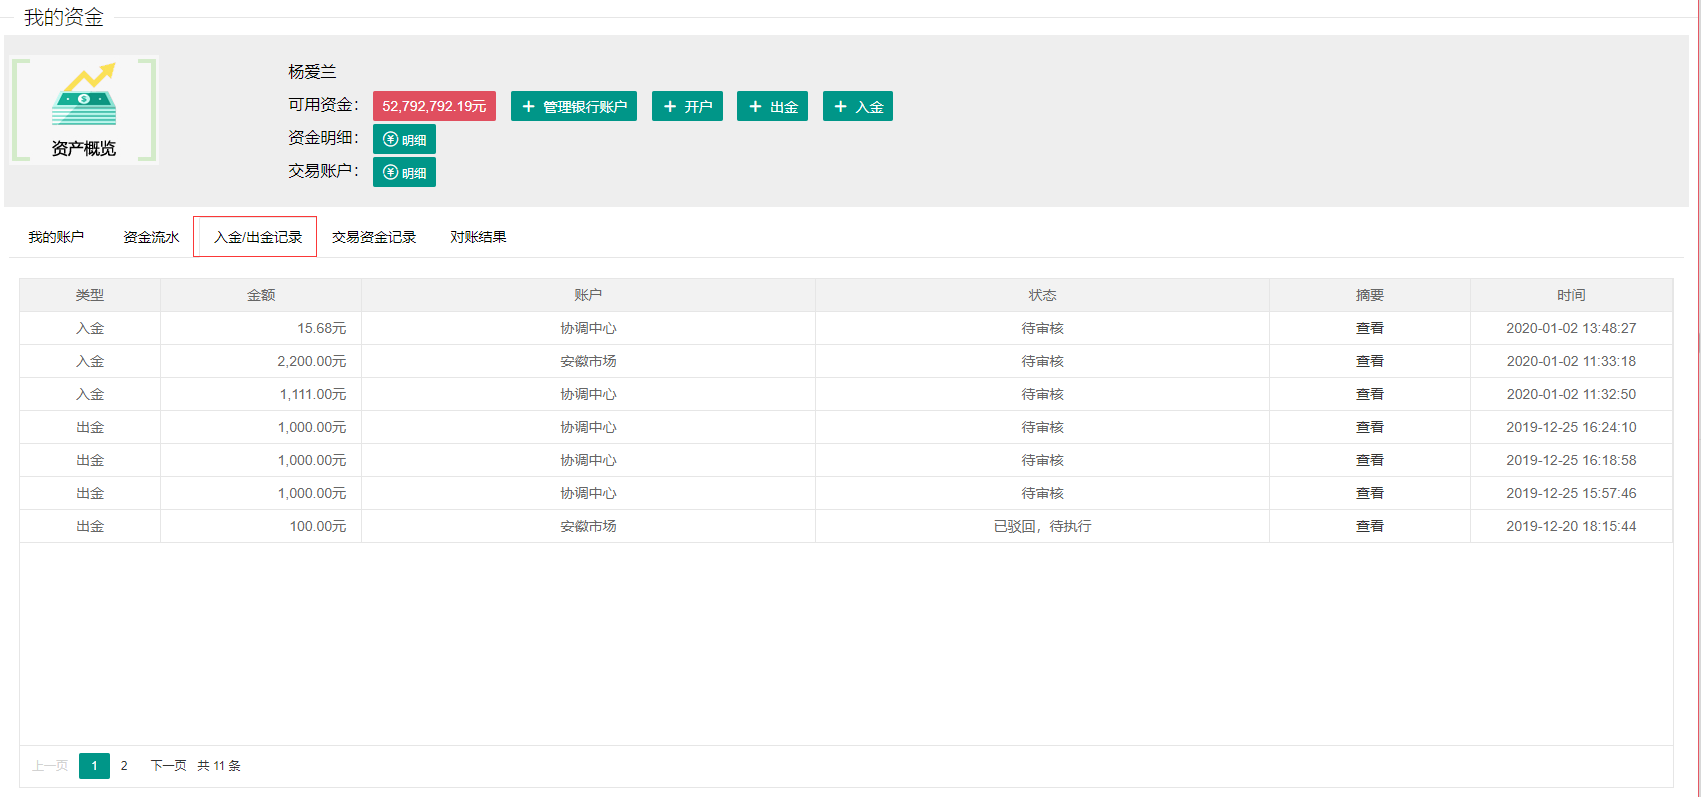 我的资金
资产概览
杨爱兰
可用资金： 52,792,792.19元 + 管理银行账户 + 开户 + 出金 + 入金
资金明细： 明细
交易账户： 明细
我的账户 资金流水 入金/出金记录 交易资金记录 对账结果
类型 金额 账户 状态 摘要 时间
入金 15.68元 协调中心 待审核 查看 2020-01-02 13:48:27
入金 2,200.00元 安徽市场 待审核 查看 2020-01-02 11:33:18
入金 1,111.00元 协调中心 待审核 查看 2020-01-02 11:32:50
出金 1,000.00元 协调中心 待审核 查看 2019-12-25 16:24:10
出金 1,000.00元 协调中心 待审核 查看 2019-12-25 16:18:58
出金 1,000.00元 协调中心 待审核 查看 2019-12-25 15:57:46
出金 100.00元 安徽市场 已驳回，待执行 查看 2019-12-20 18:15:44
上一页 1 2 下一页 共 11 条